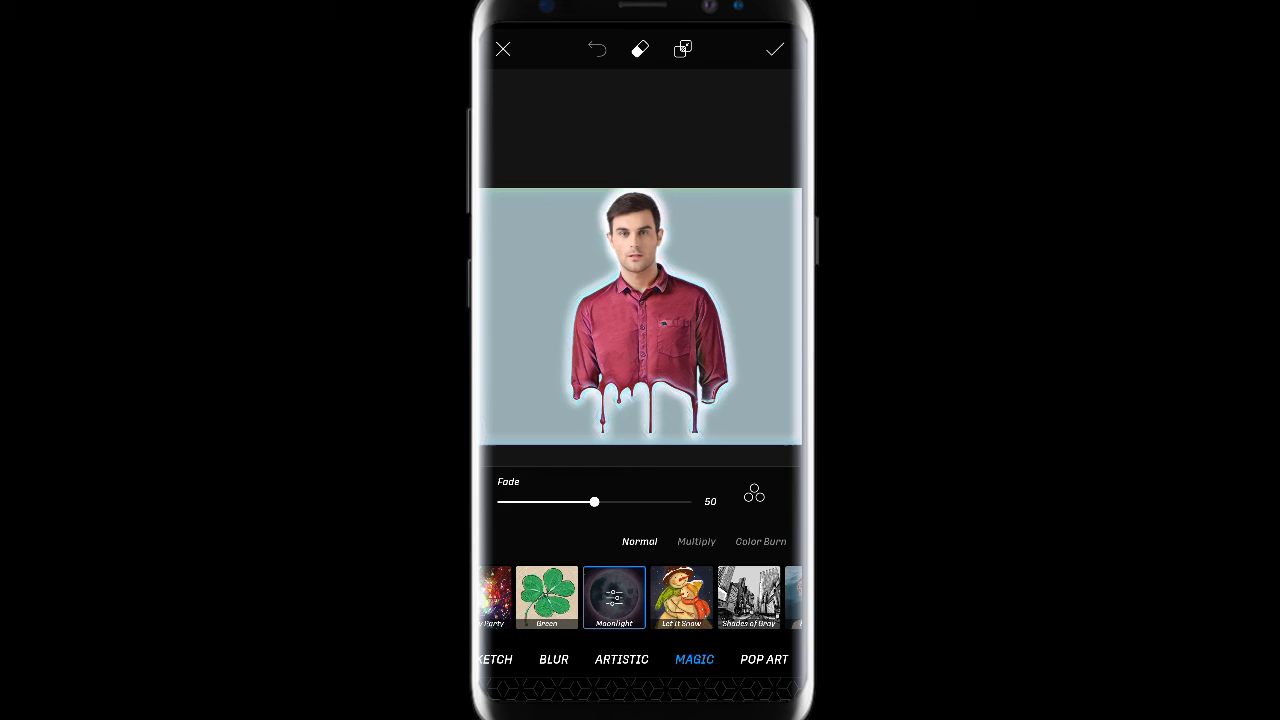 Fade
50
Normal Multiply Color Burn
y Party Green Moonlight Let It Snow Shades of Gray
KETCH BLUR ARTISTIC MAGIC POP ART